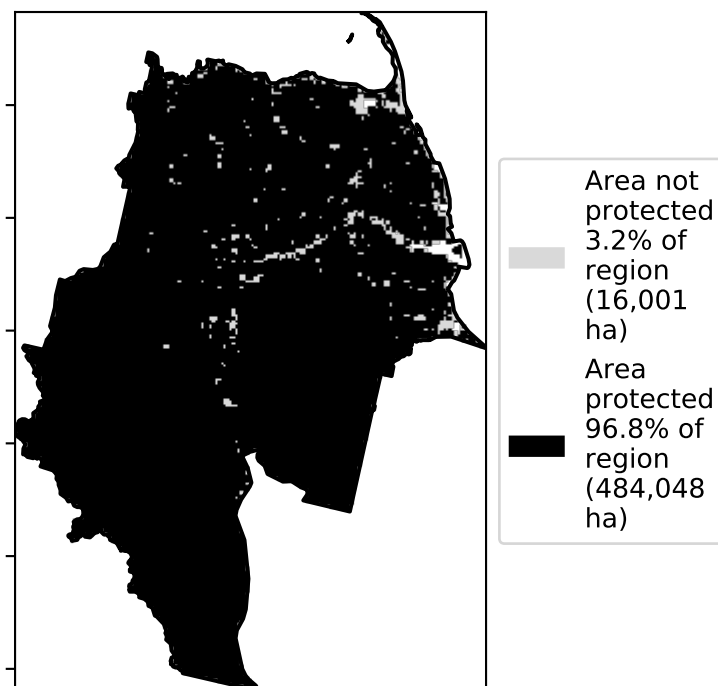 Area not
protected
3.2% of
region
(16,001
ha)
Area
protected
96.8% of
region
(484,048
ha)